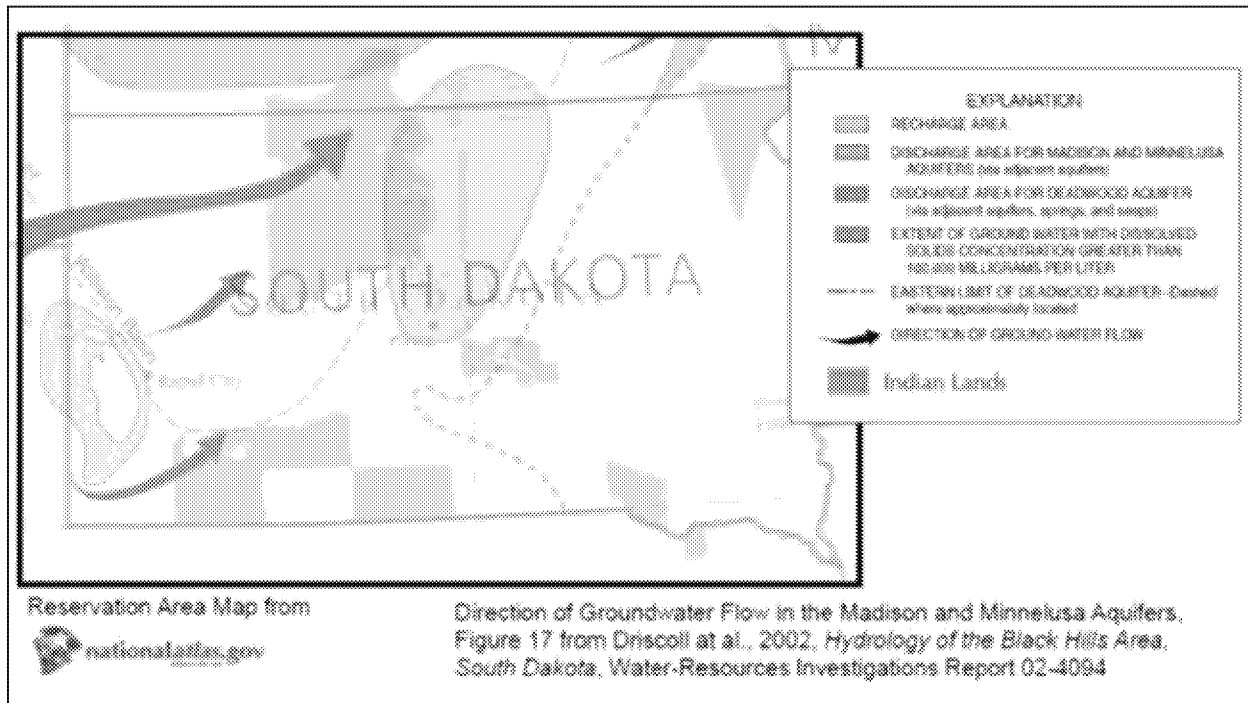 IV
EXPLANATION
RECHARGE AREA
DISCHARGE AREA FOR MADISON AND MINNELUSA
AQUIFERS (via adjacent aquifers)
DISCHARGE AREA FOR DEADWOOD AQUIFER
(via adjacent aquifers, springs, and seeps)
EXTENT OF GROUND WATER WITH DISSOLVED
SOLIDS CONCENTRATION GREATER THAN
100,000 MILLIGRAMS PER LITER
EASTERN LIMIT OF DEADWOOD AQUIFER-Dashed
where approximately located
DIRECTION OF GROUND-WATER FLOW
Indian Lands
SOUTH DAKOTA
Rapid City
Reservation Area Map from
nationalatlas.gov
Direction of Groundwater Flow in the Madison and Minnelusa Aquifers,
Figure 17 from Driscoll at al., 2002, Hydrology of the Black Hills Area,
South Dakota, Water-Resources Investigations Report 02-4094